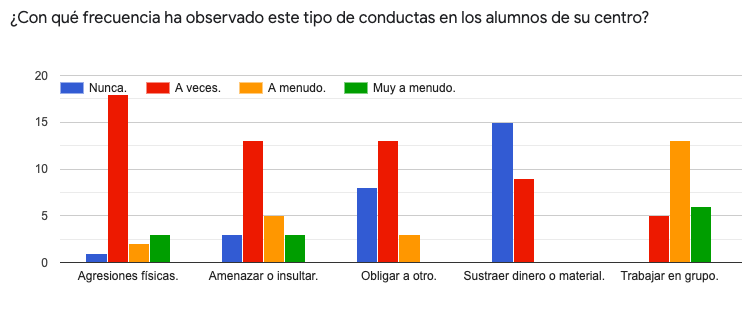 ¿Con qué frecuencia ha observado este tipo de conductas en los alumnos de su centro?
20
Nunca. A veces. A menudo. Muy a menudo.
15
10
5
0
Agresiones físicas. Amenazar o insultar. Obligar a otro. Sustraer dinero o material. Trabajar en grupo.